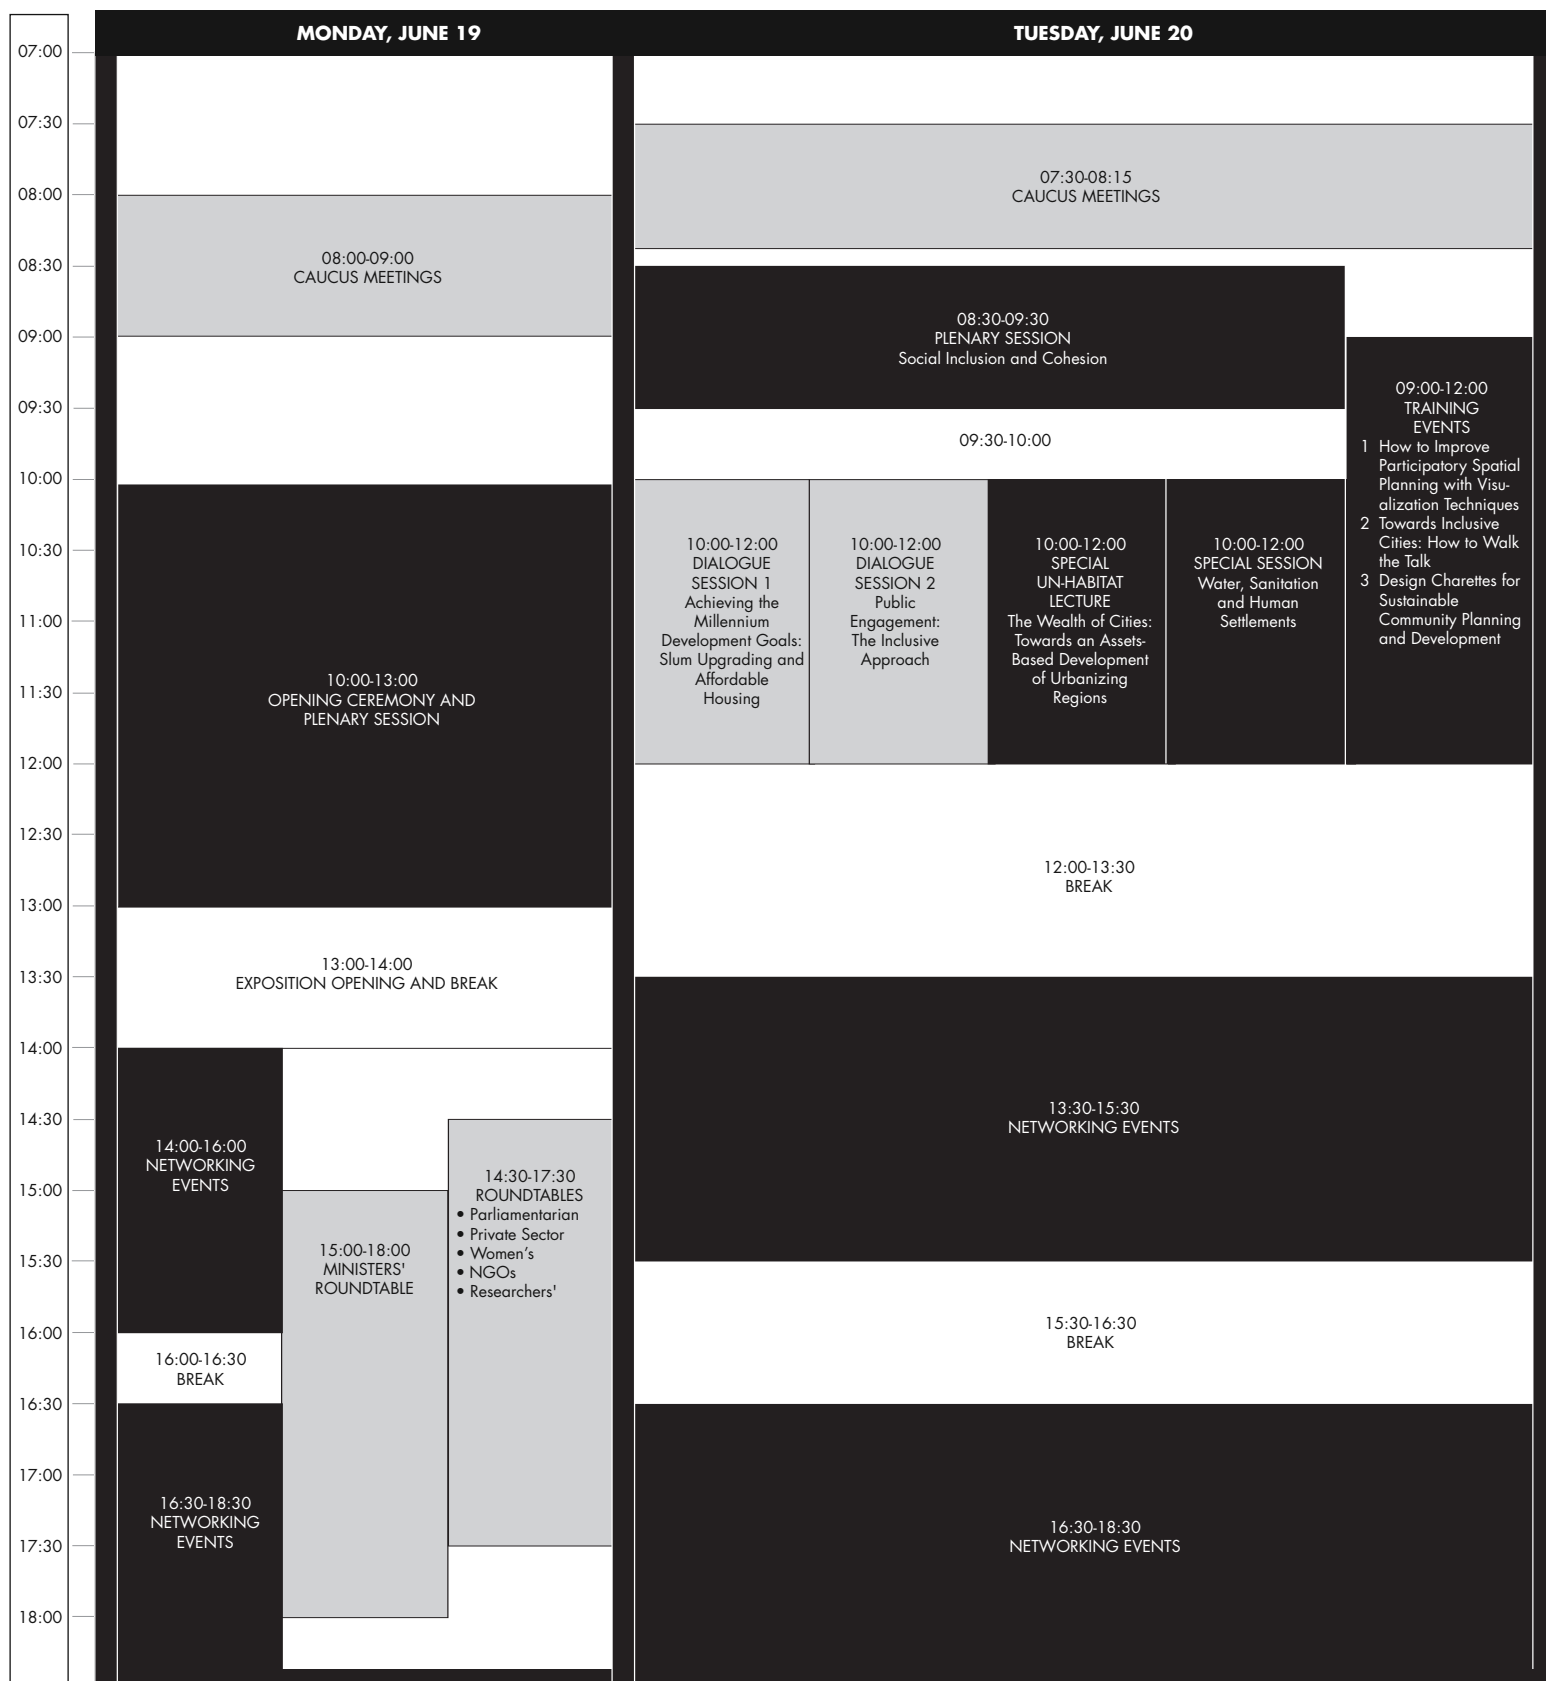 MONDAY, JUNE 19
TUESDAY, JUNE 20
07:00
07:30
08:00
08:30
09:00
09:30
10:00
10:30
11:00
11:30
12:00
12:30
13:00
13:30
14:00
14:30
15:00
15:30
16:00
16:30
17:00
17:30
18:00
08:00-09:00
CAUCUS MEETINGS
10:00-13:00
OPENING CEREMONY AND
PLENARY SESSION
13:00-14:00
EXPOSITION OPENING AND BREAK
14:00-16:00
NETWORKING
EVENTS
16:00-16:30
BREAK
16:30-18:30
NETWORKING
EVENTS
15:00-18:00
MINISTERS'
ROUNDTABLE
14:30-17:30
ROUNDTABLES
• Parliamentarian
• Private Sector
• Women’s
• NGOs
• Researchers'
07:30-08:15
CAUCUS MEETINGS
08:30-09:30
PLENARY SESSION
Social Inclusion and Cohesion
09:30-10:00
10:00-12:00
DIALOGUE
SESSION 1
Achieving the
Millennium
Development Goals:
Slum Upgrading and
Affordable
Housing
10:00-12:00
DIALOGUE
SESSION 2
Public
Engagement:
The Inclusive
Approach
10:00-12:00
SPECIAL
UN-HABITAT
LECTURE
The Wealth of Cities:
Towards an Assets-
Based Development
of Urbanizing
Regions
10:00-12:00
SPECIAL SESSION
Water, Sanitation
and Human
Settlements
09:00-12:00
TRAINING
EVENTS
1 How to Improve
Participatory Spatial
Planning with Visu-
alization Techniques
2 Towards Inclusive
Cities: How to Walk
the Talk
3 Design Charettes for
Sustainable
Community Planning
and Development
12:00-13:30
BREAK
13:30-15:30
NETWORKING EVENTS
15:30-16:30
BREAK
16:30-18:30
NETWORKING EVENTS